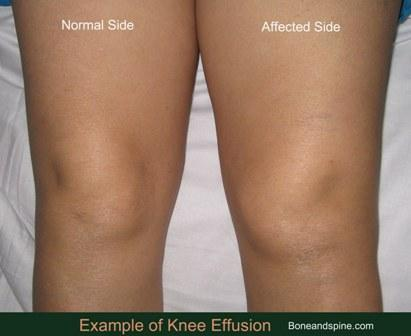 Normal Side
Affected Side
Example of Knee Effusion
Boneandspine.com